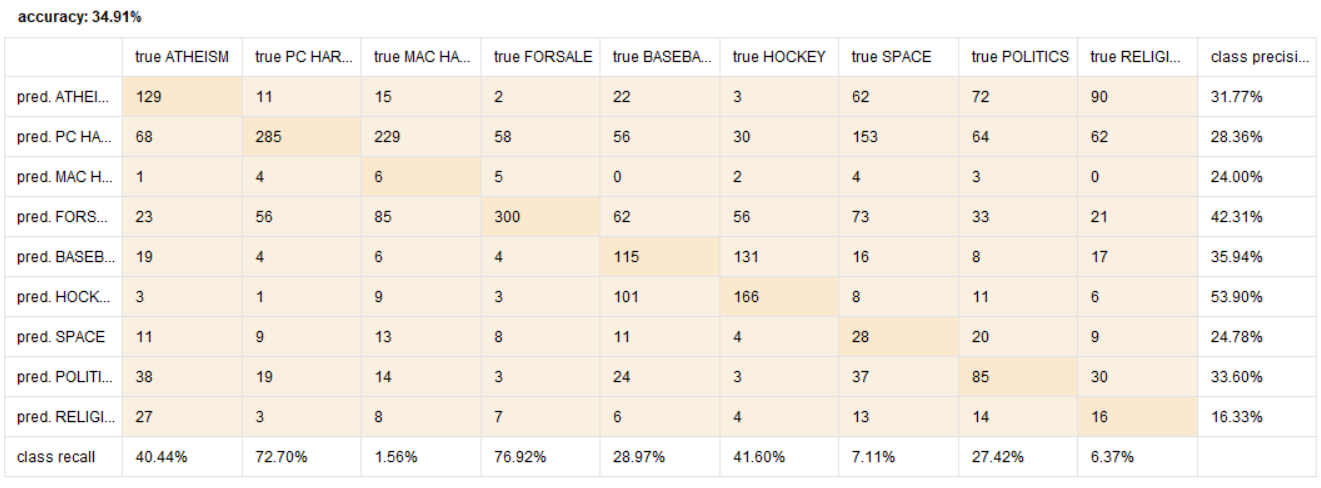 accuracy: 34.91%
true ATHEISM true PC HAR... true MAC HA... true FORSALE true BASEBA... true HOCKEY true SPACE true POLITICS true RELIGI... class precisi...
pred. ATHEI... 129 11 15 2 22 3 62 72 90 31.77%
pred. PC HA... 68 285 229 58 56 30 153 64 62 28.36%
pred. MAC H... 1 4 6 5 0 2 4 3 0 24.00%
pred. FORS... 23 56 85 300 62 56 73 33 21 42.31%
pred. BASEB... 19 4 6 4 115 131 16 8 17 35.94%
pred. HOCK... 3 1 9 3 101 166 8 11 6 53.90%
pred. SPACE 11 9 13 8 11 4 28 20 9 24.78%
pred. POLITI... 38 19 14 3 24 3 37 85 30 33.60%
pred. RELIGI... 27 3 8 7 6 4 13 14 16 16.33%
class recall 40.44% 72.70% 1.56% 76.92% 28.97% 41.60% 7.11% 27.42% 6.37%